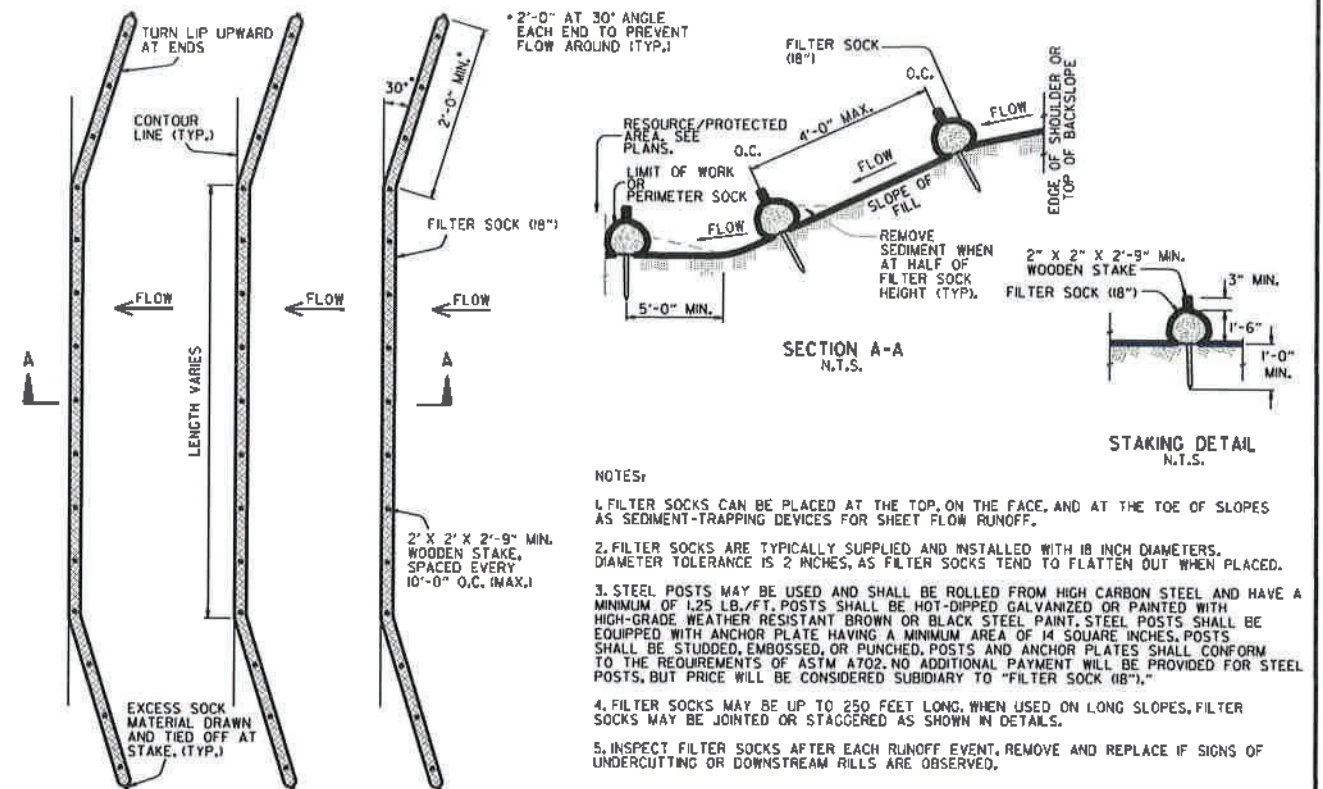 TURN LIP UPWARD
AT ENDS
* 2'-0" AT 30° ANGLE
EACH END TO PREVENT
FLOW AROUND (TYP.)
30°*
2'-0" MIN.*
CONTOUR
LINE (TYP.)
FILTER SOCK (18")
FLOW
FLOW
FLOW
A
A
LENGTH VARIES
2' X 2' X 2'-9" MIN.
WOODEN STAKE,
SPACED EVERY
10'-0" O.C. (MAX.)
EXCESS SOCK
MATERIAL DRAWN
AND TIED OFF AT
STAKE. (TYP.)
FILTER SOCK
(18")
O.C.
FLOW
4'-0" MAX.
RESOURCE/PROTECTED
AREA. SEE
PLANS.
O.C.
LIMIT OF WORK
OR
PERIMETER SOCK
FLOW
FLOW
SLOPE OF
FILL
EDGE OF SHOULDER OR
TOP OF BACKSLOPE
REMOVE
SEDIMENT WHEN
AT HALF OF
FILTER SOCK
HEIGHT (TYP).
5'-0" MIN.
SECTION A-A
N.T.S.
2" X 2" X 2'-9" MIN.
WOODEN STAKE
FILTER SOCK (18")
3" MIN.
1'-6"
1'-0"
MIN.
STAKING DETAIL
N.T.S.
NOTES:
1. FILTER SOCKS CAN BE PLACED AT THE TOP, ON THE FACE, AND AT THE TOE OF SLOPES
AS SEDIMENT-TRAPPING DEVICES FOR SHEET FLOW RUNOFF.
2. FILTER SOCKS ARE TYPICALLY SUPPLIED AND INSTALLED WITH 18 INCH DIAMETERS.
DIAMETER TOLERANCE IS 2 INCHES, AS FILTER SOCKS TEND TO FLATTEN OUT WHEN PLACED.
3. STEEL POSTS MAY BE USED AND SHALL BE ROLLED FROM HIGH CARBON STEEL AND HAVE A
MINIMUM OF 1.25 LB./FT. POSTS SHALL BE HOT-DIPPED GALVANIZED OR PAINTED WITH
HIGH-GRADE WEATHER RESISTANT BROWN OR BLACK STEEL PAINT. STEEL POSTS SHALL BE
EQUIPPED WITH ANCHOR PLATE HAVING A MINIMUM AREA OF 14 SQUARE INCHES. POSTS
SHALL BE STUDDED, EMBOSSED, OR PUNCHED. POSTS AND ANCHOR PLATES SHALL CONFORM
TO THE REQUIREMENTS OF ASTM A702. NO ADDITIONAL PAYMENT WILL BE PROVIDED FOR STEEL
POSTS, BUT PRICE WILL BE CONSIDERED SUBIDIARY TO "FILTER SOCK (18")."
4. FILTER SOCKS MAY BE UP TO 250 FEET LONG. WHEN USED ON LONG SLOPES, FILTER
SOCKS MAY BE JOINTED OR STAGGERED AS SHOWN IN DETAILS.
5. INSPECT FILTER SOCKS AFTER EACH RUNOFF EVENT. REMOVE AND REPLACE IF SIGNS OF
UNDERCUTTING OR DOWNSTREAM RILLS ARE OBSERVED.